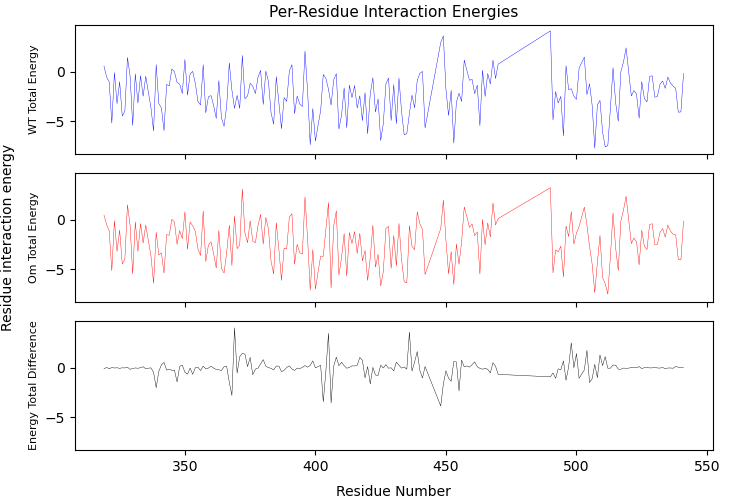 Per-Residue Interaction Energies
Residue interaction energy
WT Total Energy
0
−5
Om Total Energy
0
−5
Energy Total Difference
0
−5
350 400 450 500 550
Residue Number